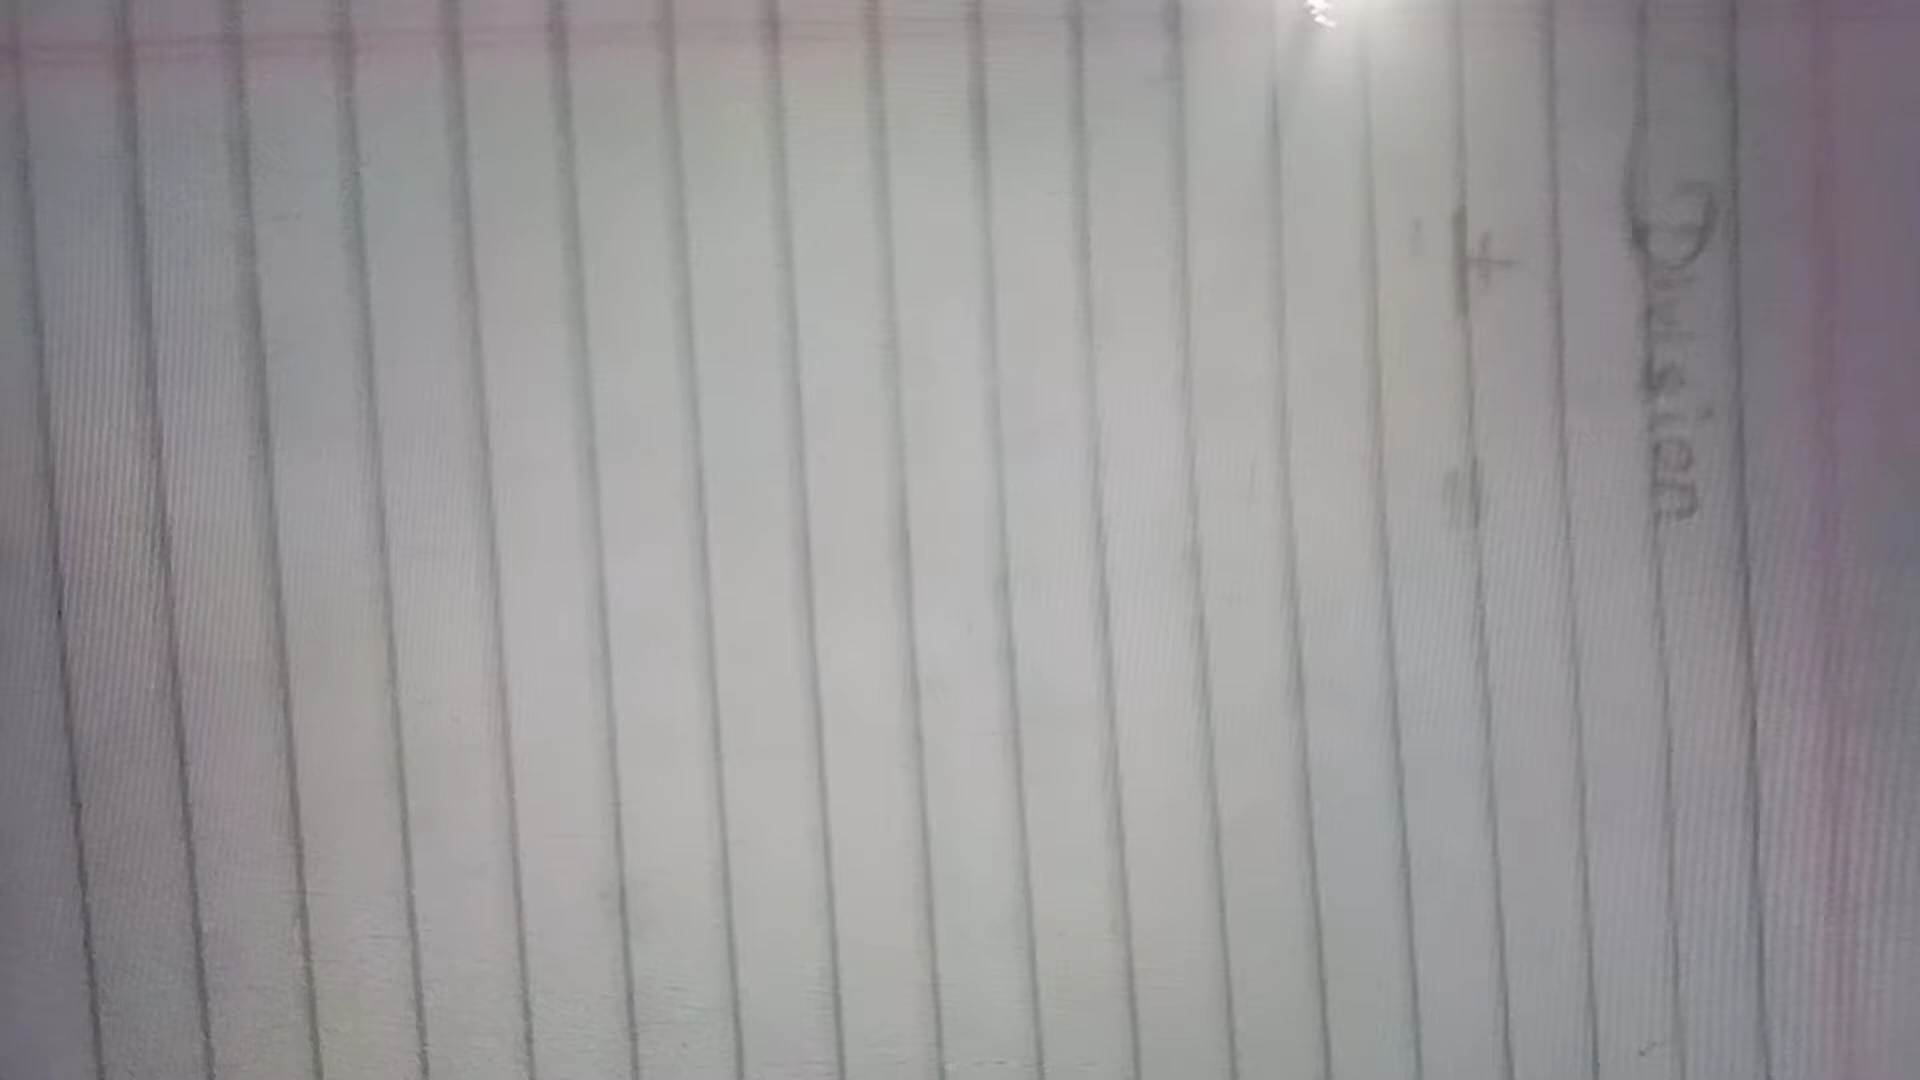 Division
+
— =
-